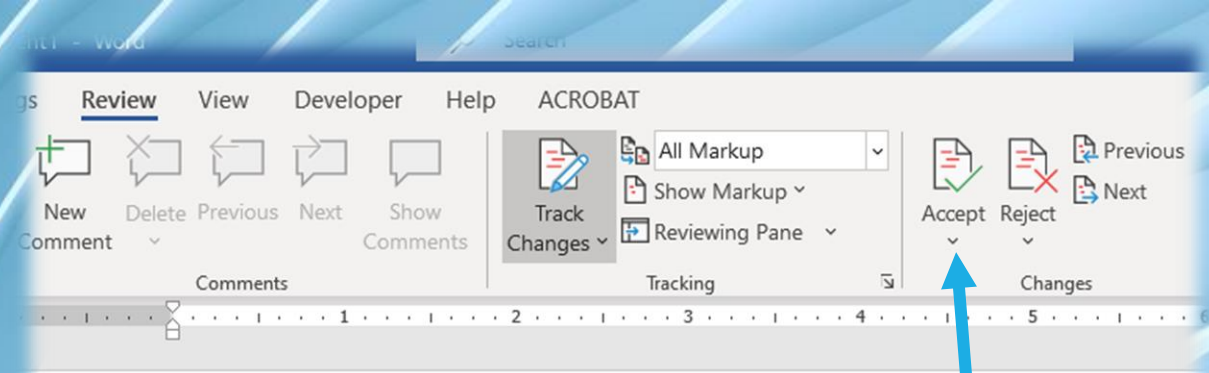 - Word
Search
Review View Developer Help ACROBAT
New Comment
Delete
Previous
Next
Show Comments
Track Changes
All Markup
Show Markup
Reviewing Pane
Accept
Reject
Previous
Next
Comments
Tracking
Changes
1 2 3 4 5